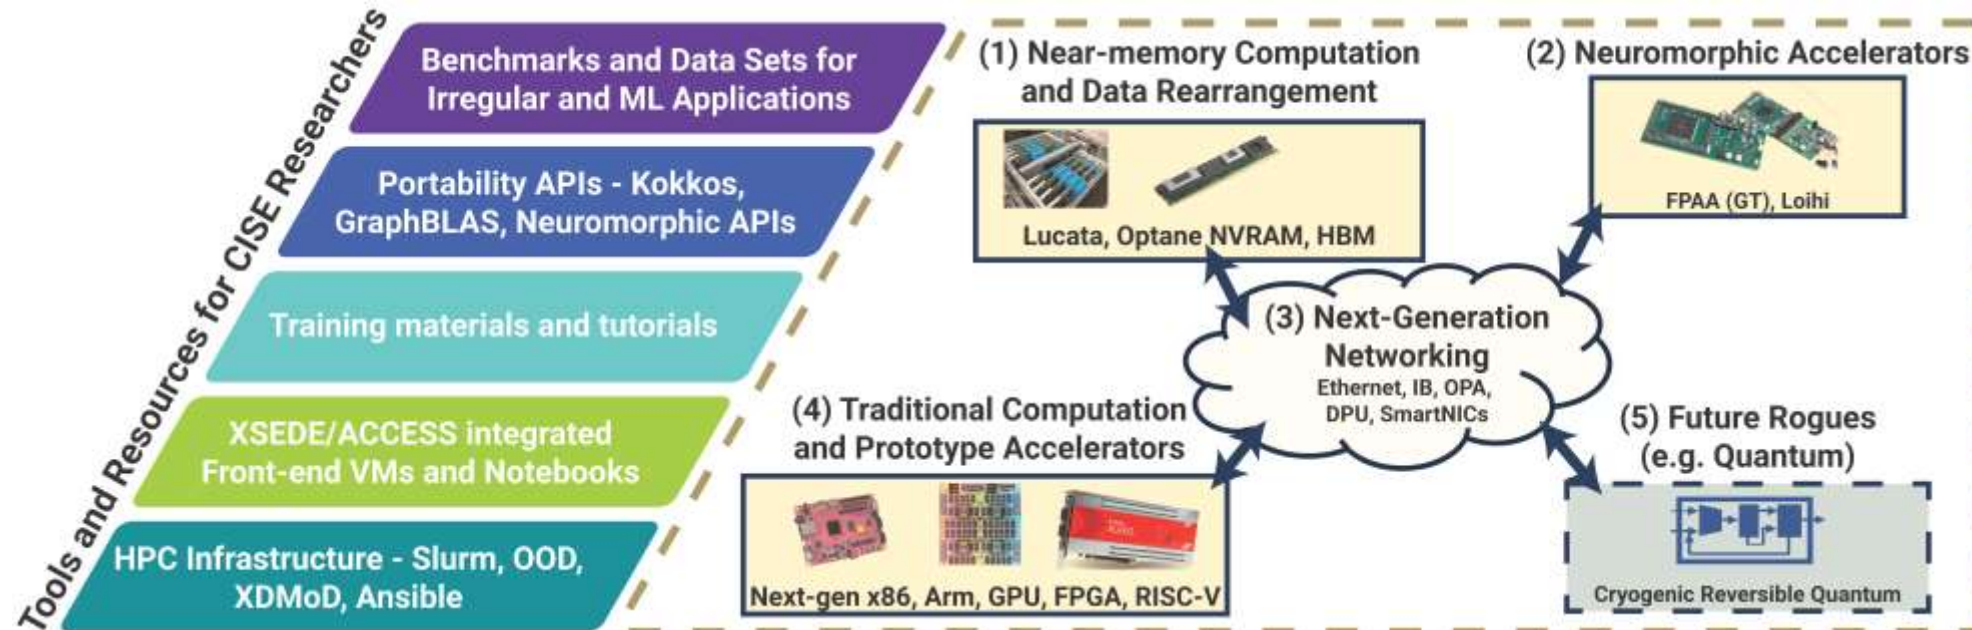 Tools and Resources for CISE Researchers
Benchmarks and Data Sets for
Irregular and ML Applications
Portability APIs - Kokkos,
GraphBLAS, Neuromorphic APIs
Training materials and tutorials
XSEDE/ACCESS integrated
Front-end VMs and Notebooks
HPC Infrastructure - Slurm, OOD,
XDMoD, Ansible
(1) Near-memory Computation
and Data Rearrangement
Lucata, Optane NVRAM, HBM
(2) Neuromorphic Accelerators
FPAA (GT), Loihi
(3) Next-Generation
Networking
Ethernet, IB, OPA,
DPU, SmartNICs
(4) Traditional Computation
and Prototype Accelerators
Next-gen x86, Arm, GPU, FPGA, RISC-V
(5) Future Rogues
(e.g. Quantum)
Cryogenic Reversible Quantum